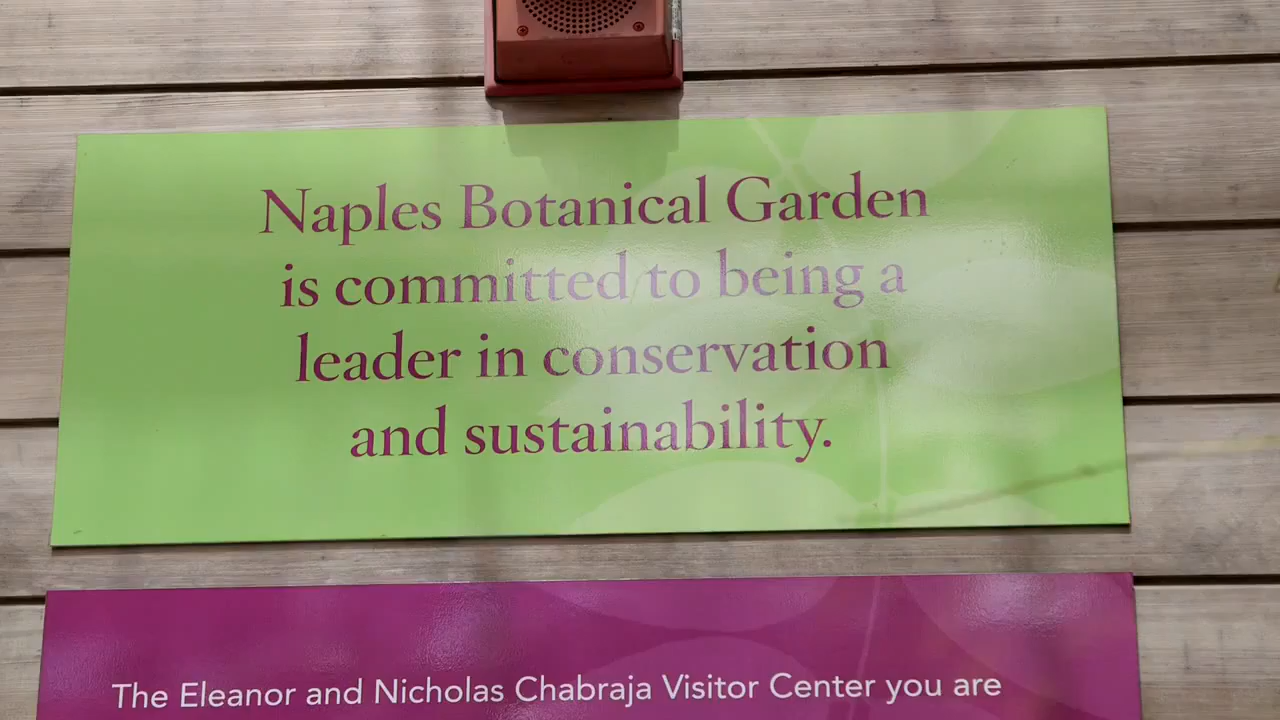 Naples Botanical Garden
is committed to being a
leader in conservation
and sustainability.
The Eleanor and Nicholas Chabraja Visitor Center you are